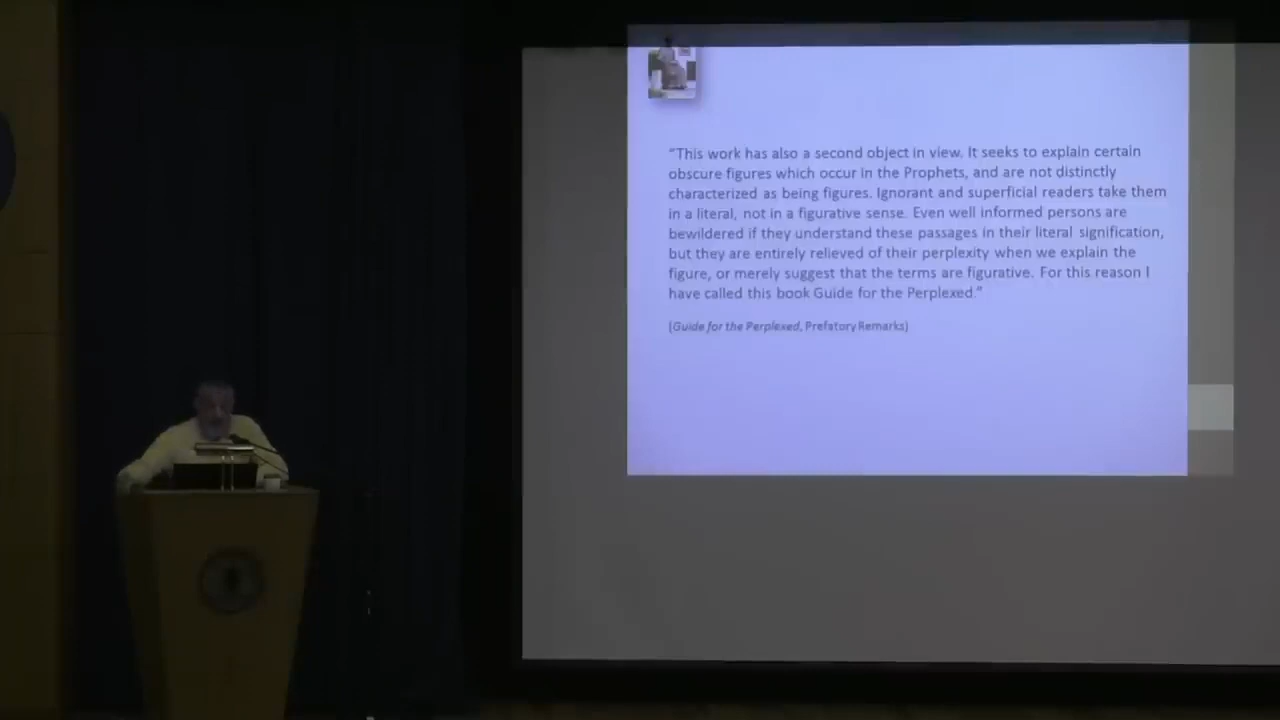 “This work has also a second object in view. It seeks to explain certain
obscure figures which occur in the Prophets, and are not distinctly
characterized as being figures. Ignorant and superficial readers take them
in a literal, not in a figurative sense. Even well informed persons are
bewildered if they understand these passages in their literal signification,
but they are entirely relieved of their perplexity when we explain the
figure, or merely suggest that the terms are figurative. For this reason I
have called this book Guide for the Perplexed.”
(Guide for the Perplexed, Prefatory Remarks)